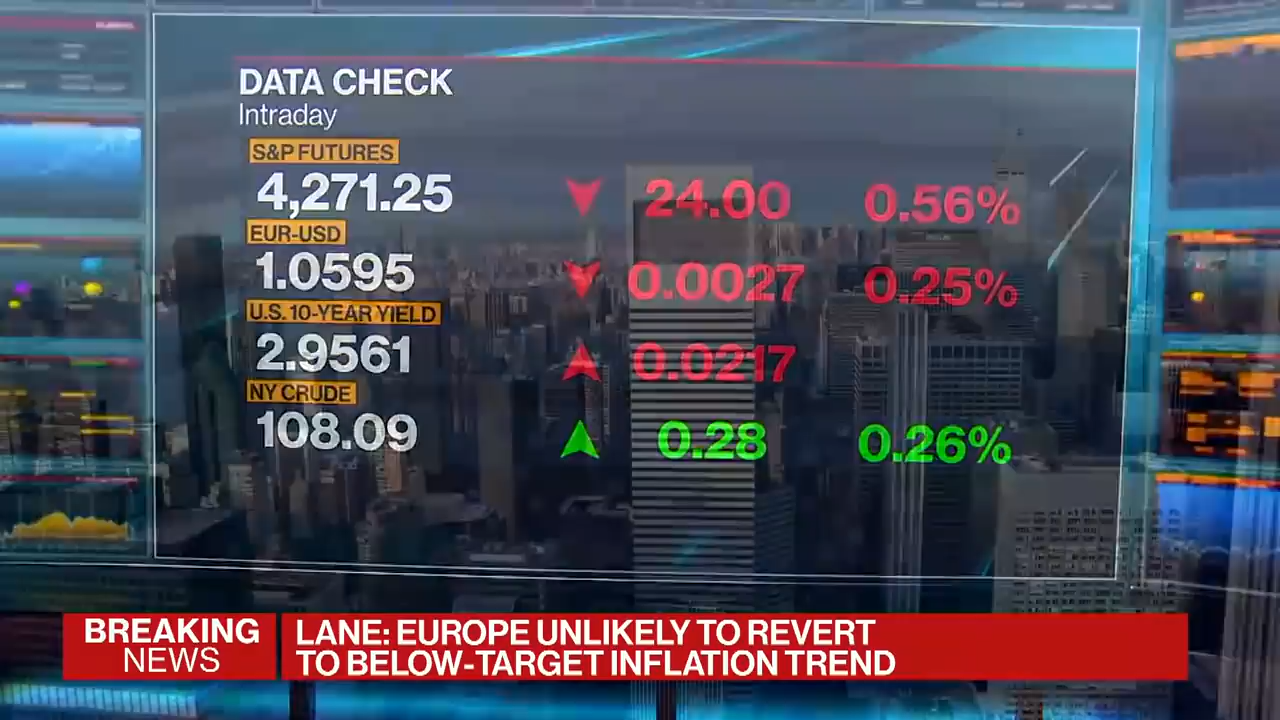 DATA CHECK
Intraday
S&P FUTURES
4,271.25 24.00 0.56%
EUR-USD
1.0595 0.0027 0.25%
U.S. 10-YEAR YIELD
2.9561 0.0217
NY CRUDE
108.09 0.28 0.26%
BREAKING
NEWS
LANE: EUROPE UNLIKELY TO REVERT
TO BELOW-TARGET INFLATION TREND